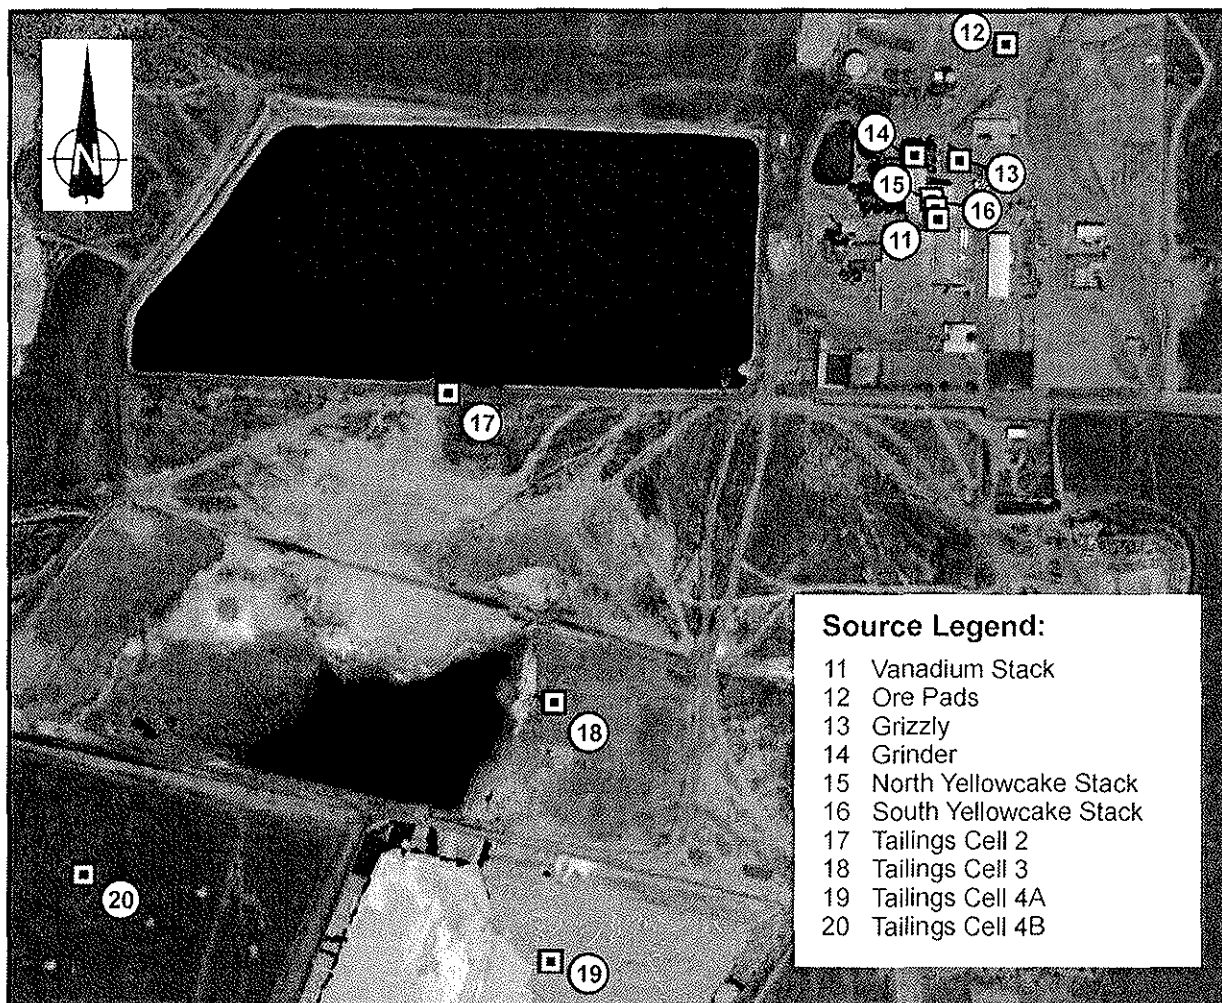 N
12
14
13
15
16
11
17
18
20
19
Source Legend:
11 Vanadium Stack
12 Ore Pads
13 Grizzly
14 Grinder
15 North Yellowcake Stack
16 South Yellowcake Stack
17 Tailings Cell 2
18 Tailings Cell 3
19 Tailings Cell 4A
20 Tailings Cell 4B